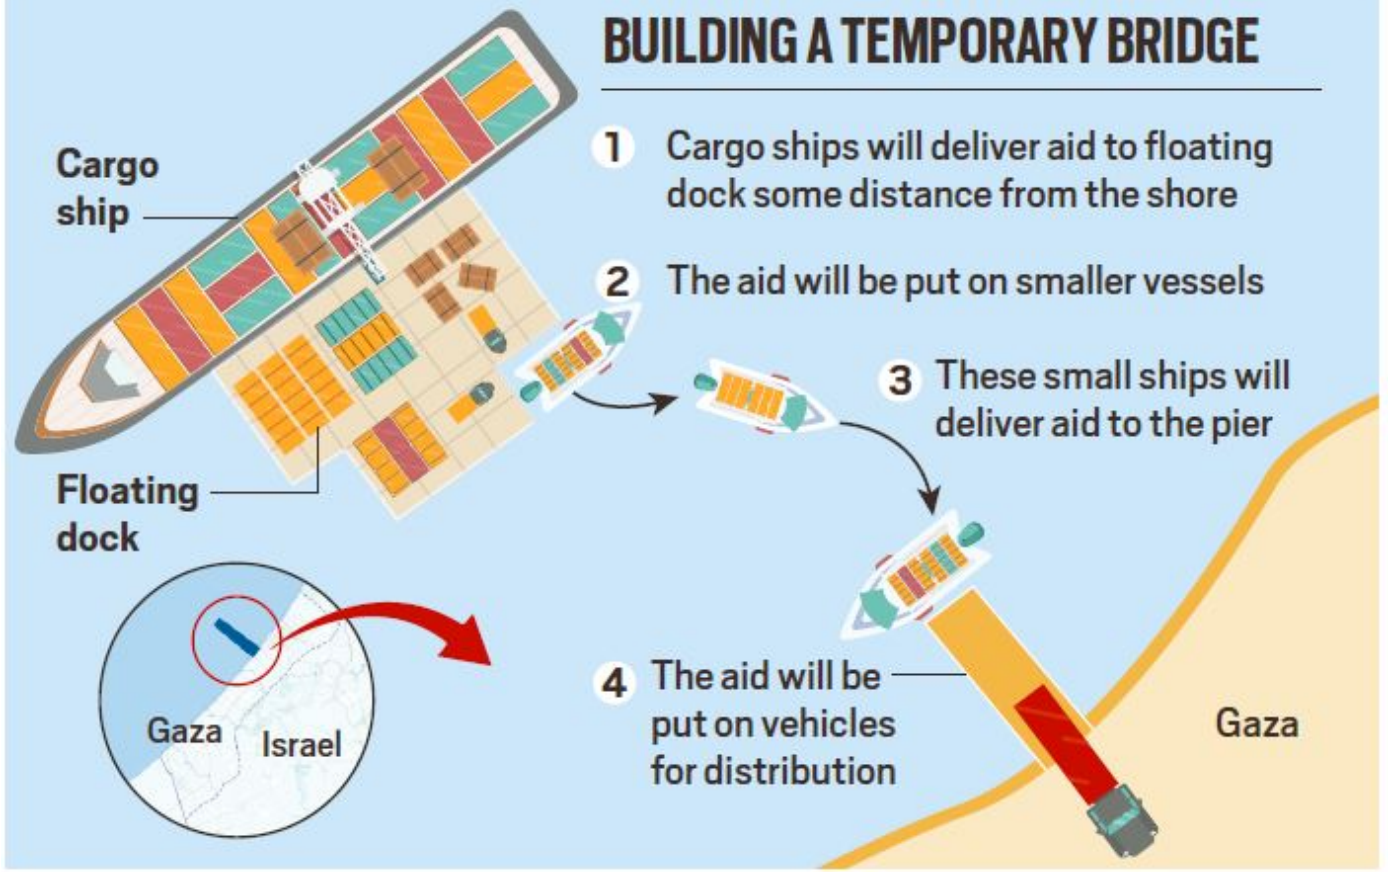 BUILDING A TEMPORARY BRIDGE
Cargo
ship
1 Cargo ships will deliver aid to floating
dock some distance from the shore
2 The aid will be put on smaller vessels
3 These small ships will
deliver aid to the pier
Floating
dock
4 The aid will be
put on vehicles
for distribution
Gaza
Israel
Gaza